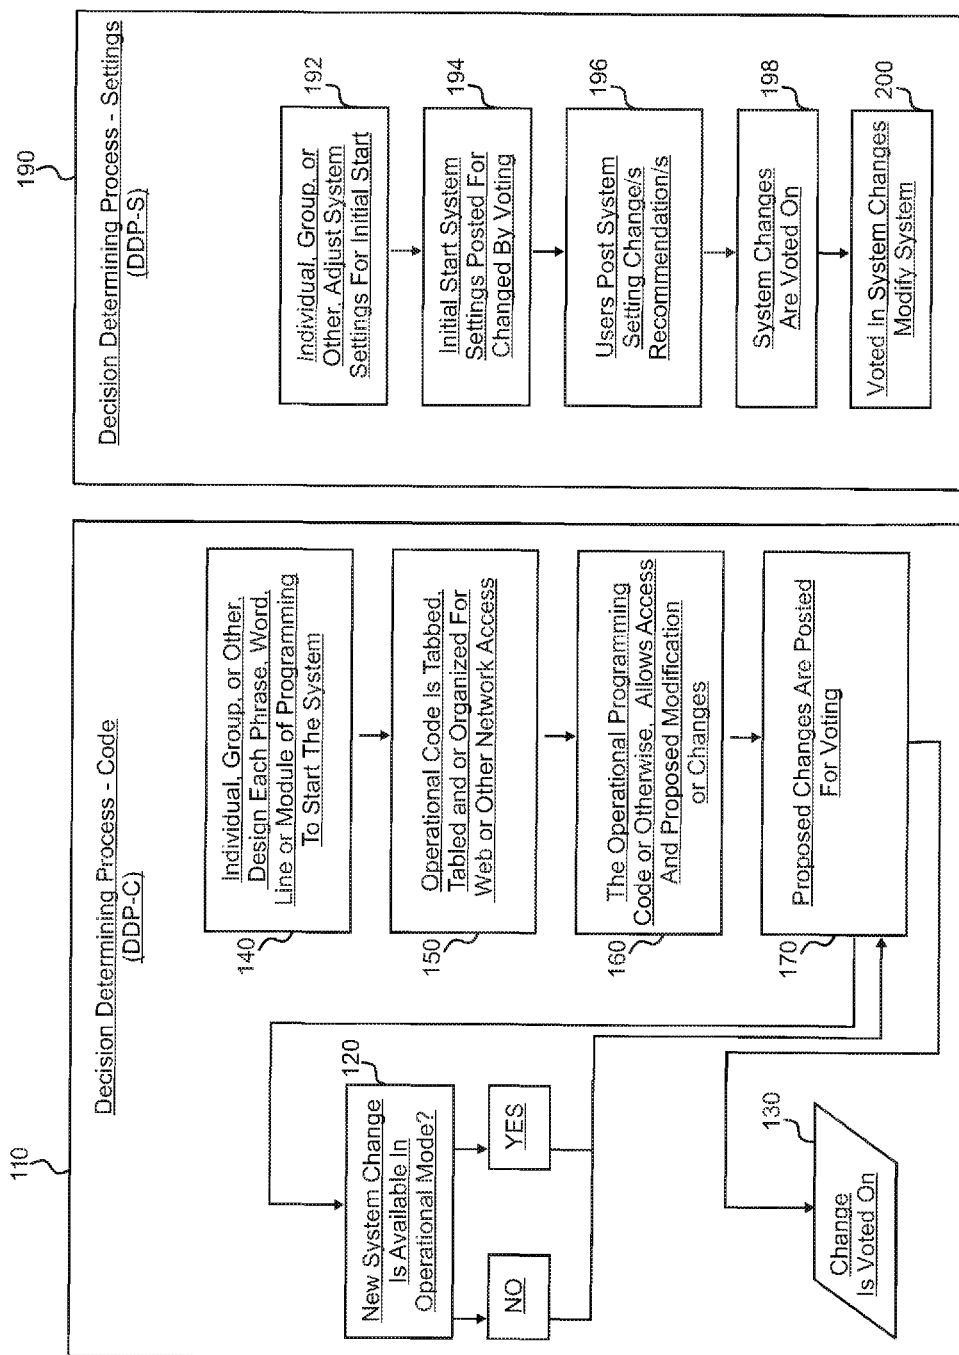 110
Decision Determining Process - Code
(DDP-C)
Individual, Group, or Other,
Design Each Phrase, Word,
Line or Module of Programming
To Start The System
140
Operational Code Is Tabbed,
Tabled and or Organized For
Web or Other Network Access
150
The Operational Programming
Code or Otherwise, Allows Access
And Proposed Modification
or Changes
160
Proposed Changes Are Posted
For Voting
170
120
New System Change
Is Available In
Operational Mode?
NO
YES
130
Change
Is Voted On
190
Decision Determining Process - Settings
(DDP-S)
192
Individual, Group, or
Other, Adjust System
Settings For Initial Start
194
Initial Start System
Settings Posted For
Changed By Voting
196
Users Post System
Setting Change/s
Recommendation/s
198
System Changes
Are Voted On
200
Voted In System Changes
Modify System